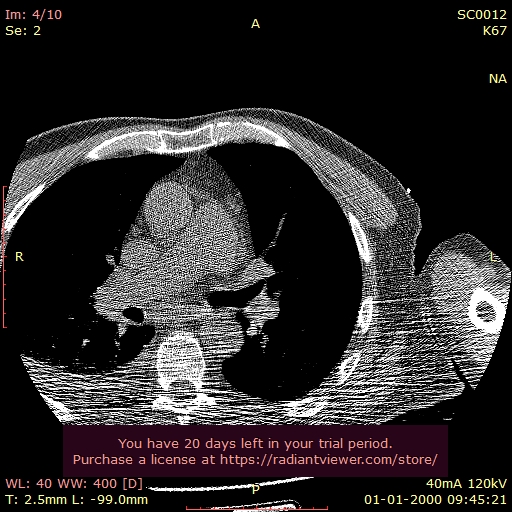 Im: 4/10
Se: 2
A
SC0012
K67
NA
R
L
You have 20 days left in your trial period.
Purchase a license at https://radiantviewer.com/store/
WL: 40 WW: 400 [D]
T: 2.5mm L: -99.0mm
P
40mA 120kV
01-01-2000 09:45:21